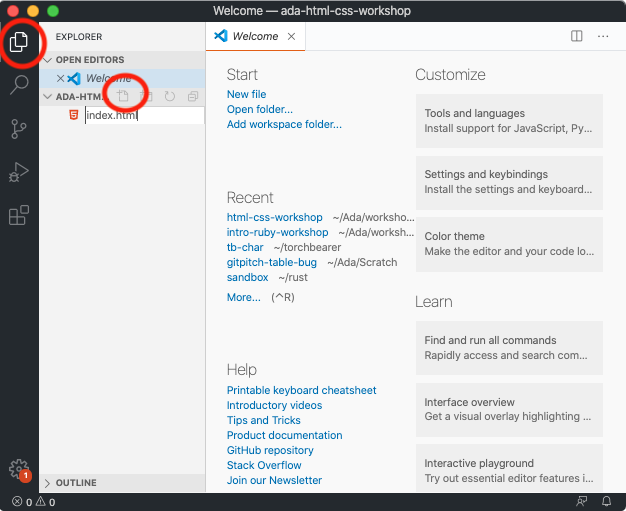 Welcome — ada-html-css-workshop
EXPLORER
OPEN EDITORS
Welcome
ADA-HTM...
index.html
OUTLINE
Welcome
Start
New file
Open folder...
Add workspace folder...
Recent
html-css-workshop ~/Ada/worksho...
intro-ruby-workshop ~/Ada/worksh...
tb-char ~/torchbearer
gitpitch-table-bug ~/Ada/Scratch
sandbox ~/rust
More... (^R)
Help
Printable keyboard cheatsheet
Introductory videos
Tips and Tricks
Product documentation
GitHub repository
Stack Overflow
Join our Newsletter
Customize
Tools and languages
Install support for JavaScript, Py...
Settings and keybindings
Install the settings and keyboard...
Color theme
Make the editor and your code lo...
Learn
Find and run all commands
Rapidly access and search com...
Interface overview
Get a visual overlay highlighting ...
Interactive playground
Try out essential editor features i...
1
0 0